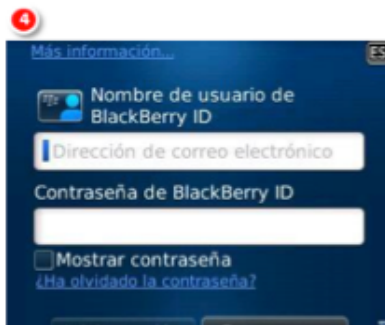 4
Más información...
ES
Nombre de usuario de
BlackBerry ID
Dirección de correo electrónico
Contraseña de BlackBerry ID
Mostrar contraseña
¿Ha olvidado la contraseña?